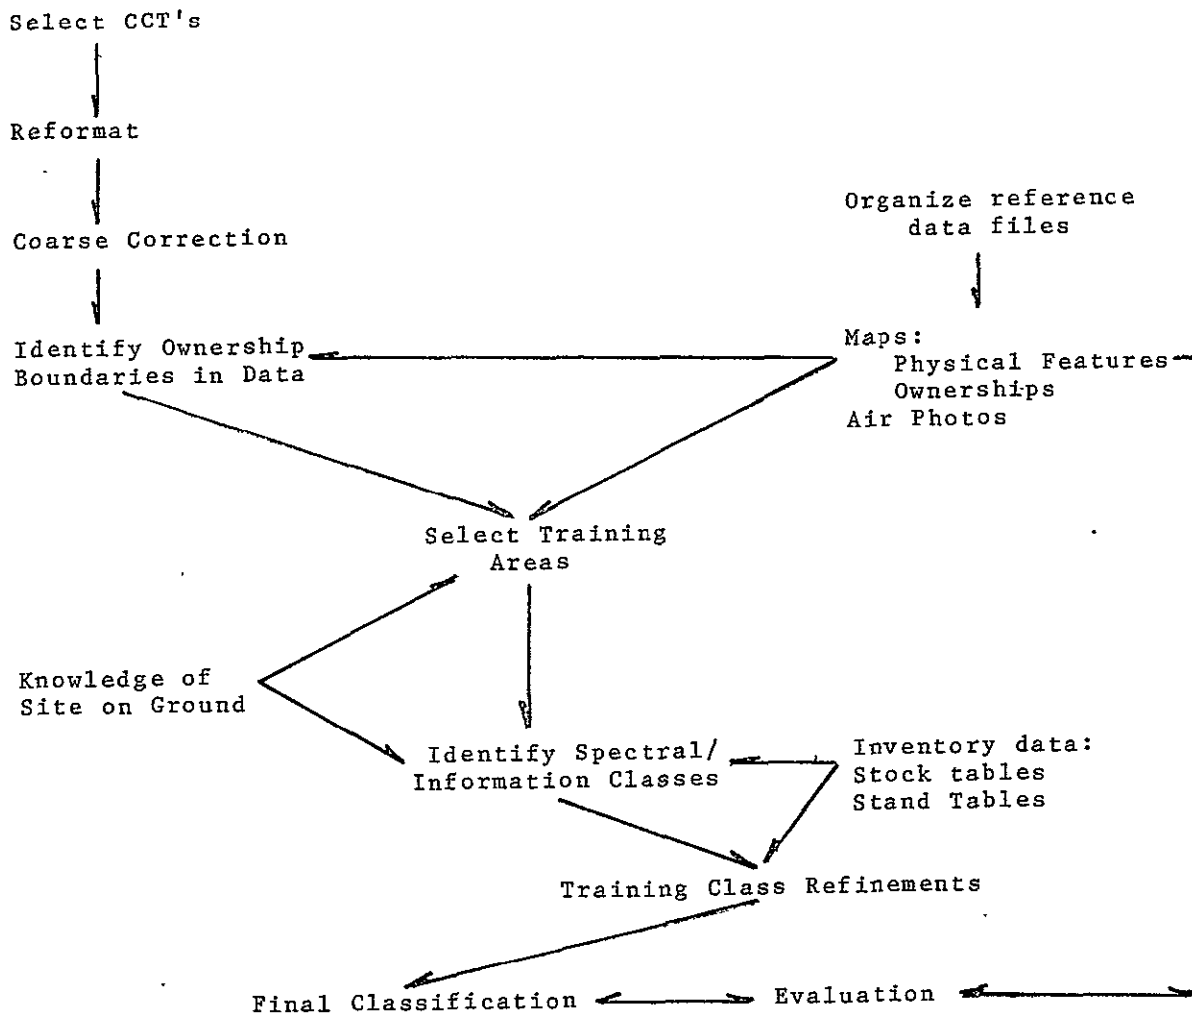 Select CCT's
Reformat
Coarse Correction
Organize reference
data files
Identify Ownership
Boundaries in Data
Maps:
Physical Features
Ownerships
Air Photos
Select Training
Areas
Knowledge of
Site on Ground
Identify Spectral/
Information Classes
Inventory data:
Stock tables
Stand Tables
Training Class Refinements
Final Classification
Evaluation